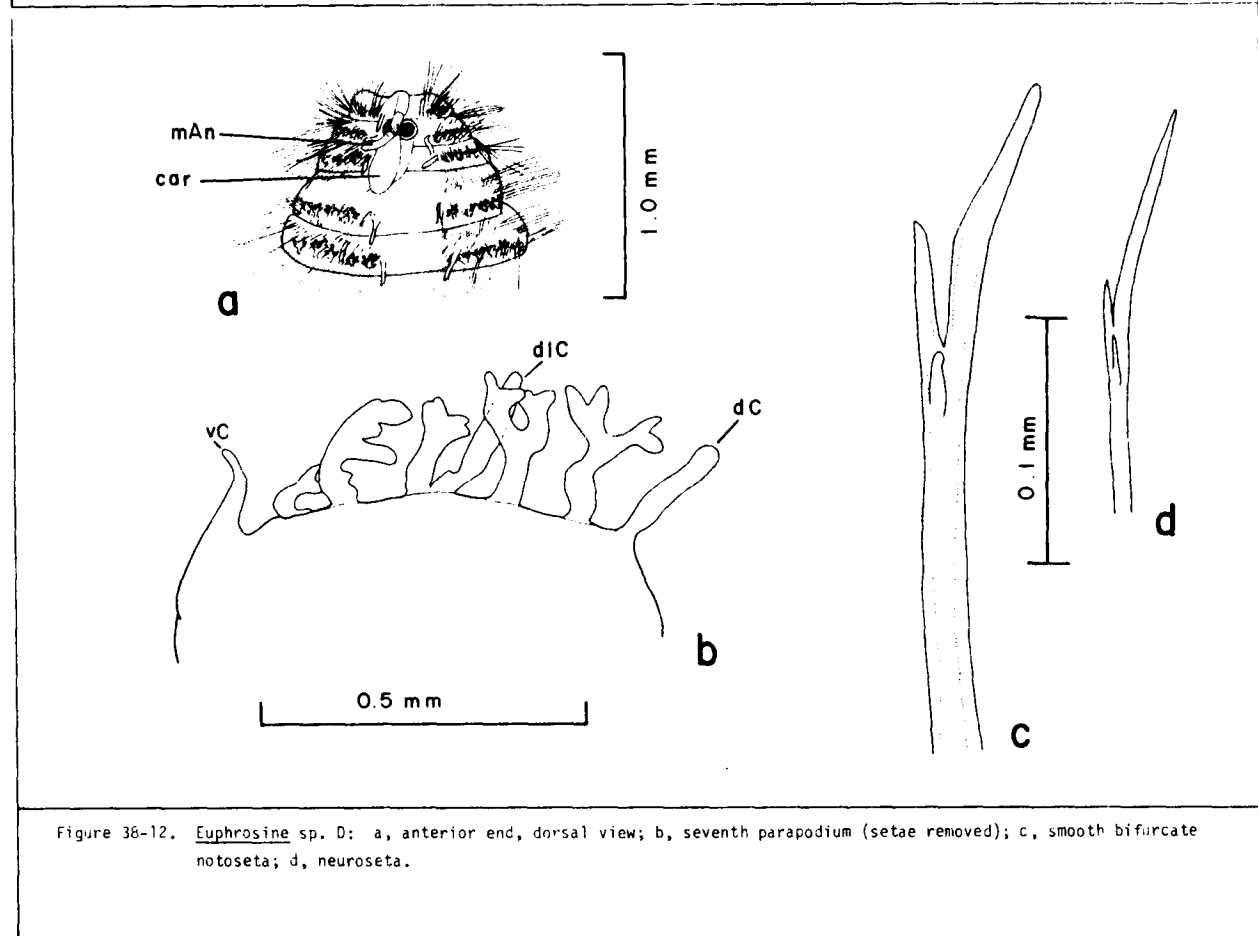 mAn
car
1.0 mm
a
dlC
vC
dC
b
0.5 mm
0.1 mm
c
d
Figure 38-12. Euphrosine sp. D: a, anterior end, dorsal view; b, seventh parapodium (setae removed); c, smooth bifurcate
notoseta; d, neuroseta.